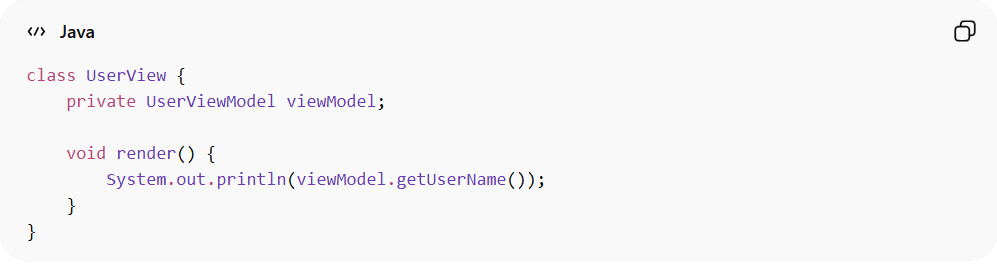 </> Java
class UserView {
    private UserViewModel viewModel;

    void render() {
        System.out.println(viewModel.getUserName());
    }
}